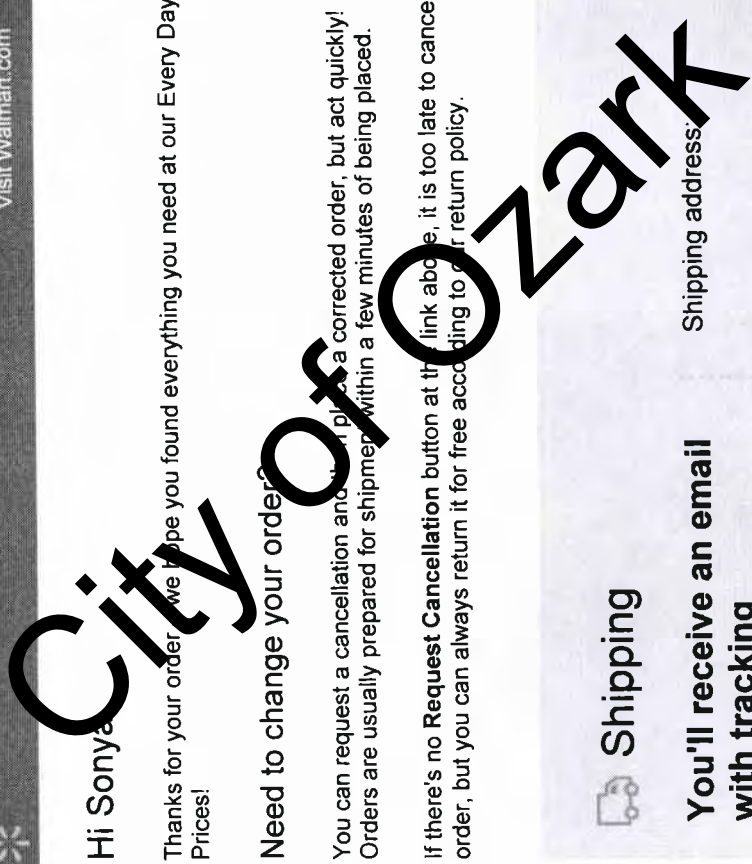 Visit Walmart.com
Hi Sonya
Thanks for your order we hope you found everything you need at our Every Day
Prices!
Need to change your order?
You can request a cancellation and then place a corrected order, but act quickly!
Orders are usually prepared for shipment within a few minutes of being placed.
If there's no Request Cancellation button at the link above, it is too late to cance
order, but you can always return it for free according to our return policy.
Shipping
You'll receive an email
with tracking
Shipping address:
City of Ozark